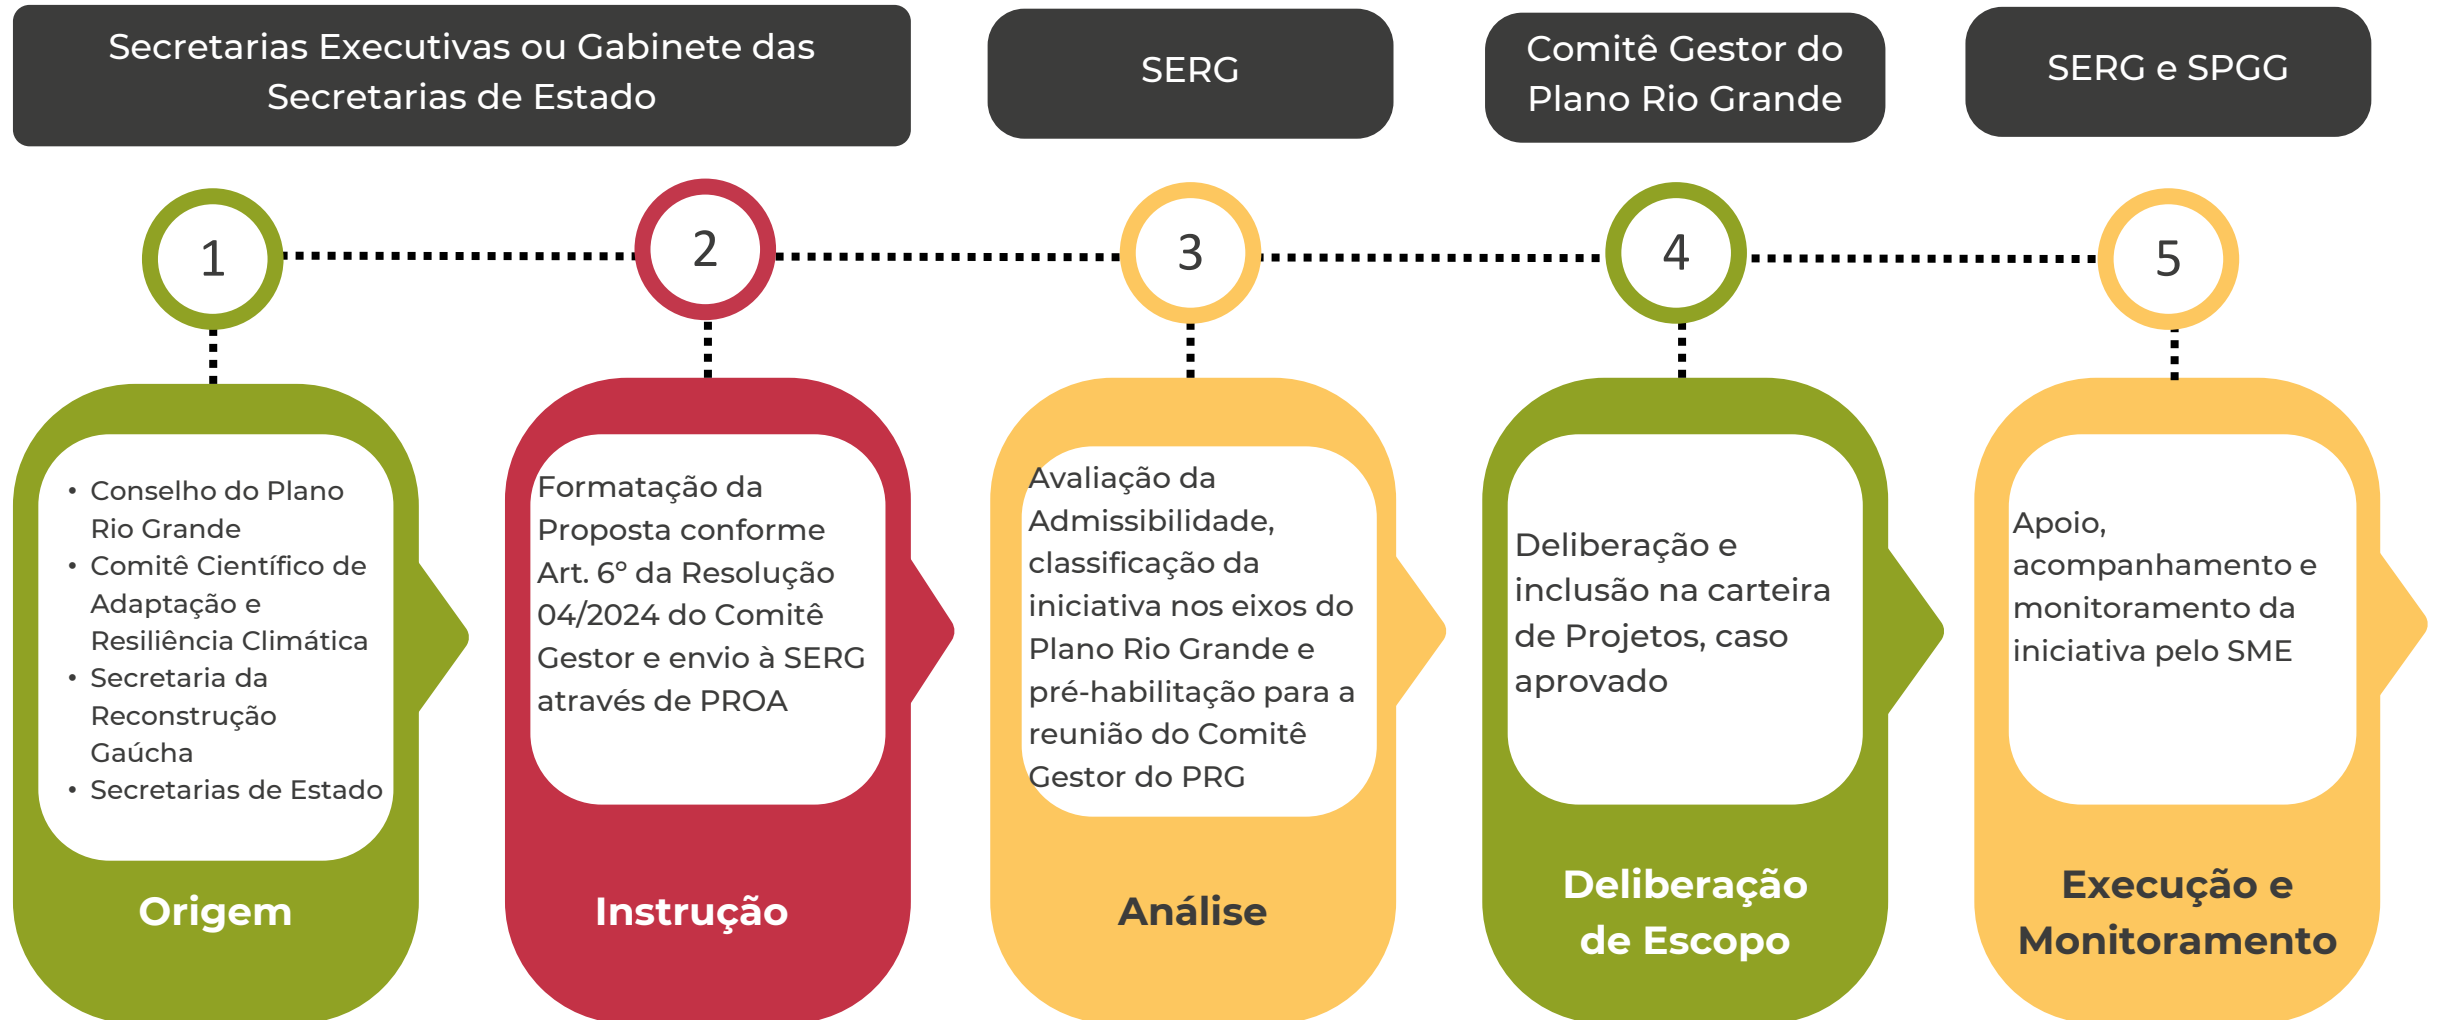 Secretarias Executivas ou Gabinete das
Secretarias de Estado
SERG
Comitê Gestor do
Plano Rio Grande
SERG e SPGG
1
2
3
4
5
• Conselho do Plano
Rio Grande
• Comitê Científico de
Adaptação e
Resiliência Climática
• Secretaria da
Reconstrução
Gaúcha
• Secretarias de Estado
Origem
Formatação da
Proposta conforme
Art. 6º da Resolução
04/2024 do Comitê
Gestor e envio à SERG
através de PROA
Instrução
Avaliação da
Admissibilidade,
classificação da
iniciativa nos eixos do
Plano Rio Grande e
pré-habilitação para a
reunião do Comitê
Gestor do PRG
Análise
Deliberação e
inclusão na carteira
de Projetos, caso
aprovado
Deliberação
de Escopo
Apoio,
acompanhamento e
monitoramento da
iniciativa pelo SME
Execução e
Monitoramento